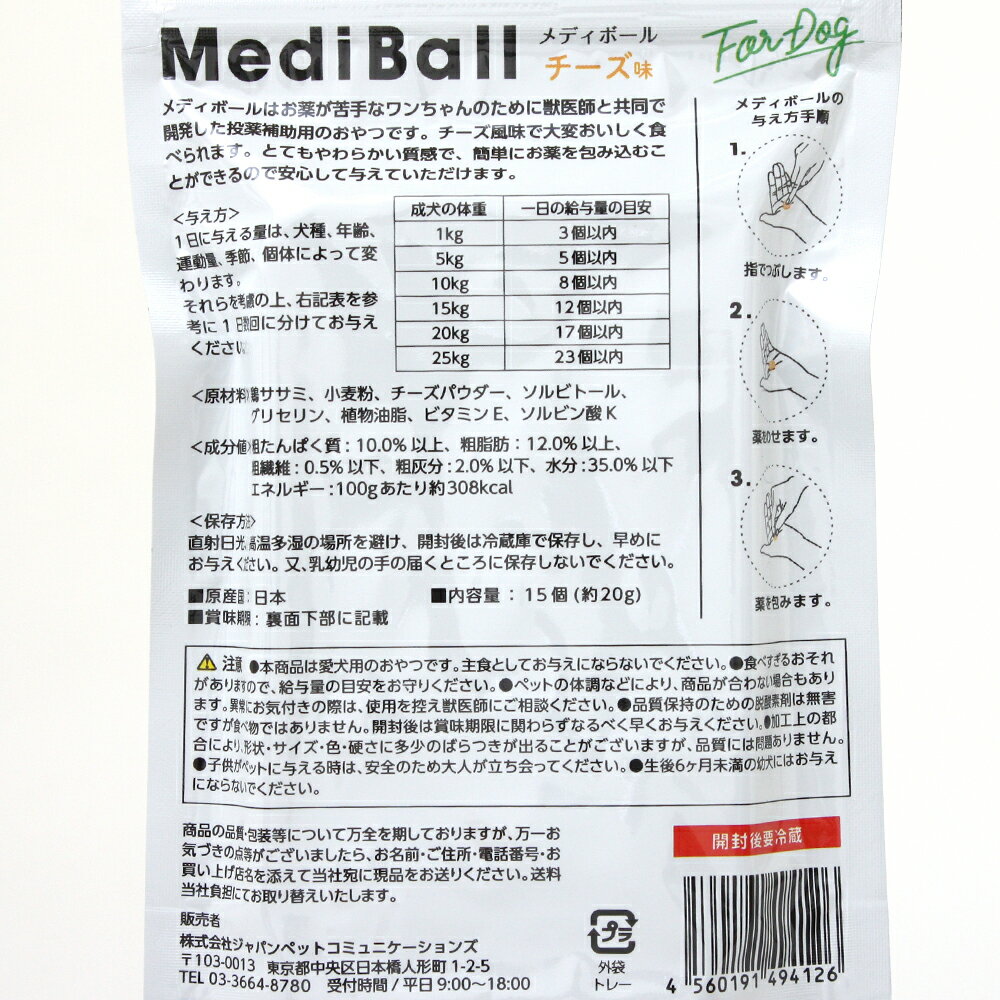 MediBall
メディボール
チーズ味
For Dog
メディボールはお薬が苦手なワンちゃんのために獣医師と共同で
開発した投薬補助用のおやつです。チーズ風味で大変おいしく食
べられます。とてもやわらかい質感で、簡単にお薬を包み込むこ
とができるので安心して与えていただけます。
<与え方>
1日に与える量は、犬種、年齢、
運動量、季節、個体によって変
わります。
それらを考慮の上、右記表を参
考に1日数回に分けてお与え
ください。
成犬の体重 一日の給与量の目安
1kg 3個以内
5kg 5個以内
10kg 8個以内
15kg 12個以内
20kg 17個以内
25kg 23個以内
<原材料>鶏ササミ、小麦粉、チーズパウダー、ソルビトール、
グリセリン、植物油脂、ビタミンE、ソルビン酸K
<成分値>粗たんぱく質:10.0%以上、粗脂肪:12.0%以上、
粗繊維:0.5%以下、粗灰分:2.0%以下、水分:35.0%以下
エネルギー:100gあたり約308kcal
<保存方法>
直射日光、高温多湿の場所を避け、開封後は冷蔵庫で保存し、早めに
お与えください。又、乳幼児の手の届くところに保存しないでください。
■原産国:日本 ■内容量:15個(約20g)
■賞味期限:裏面下部に記載
メディボールの
与え方手順
1.
指でつぶします。
2.
薬をのせます。
3.
薬を包みます。
⚠注意 ●本商品は愛犬用のおやつです。主食としてお与えにならないでください。●食べすぎるおそれ
がありますので、給与量の目安をお守りください。●ペットの体調などにより、商品が合わない場合もあり
ます。異常にお気付きの際は、使用を控え獣医師にご相談ください。●品質保持のための脱酸素剤は無害
ですが食べ物ではありません。開封後は賞味期限に関わらずなるべく早くお与えください。●加工上の都
合により、形状・サイズ・色・硬さに多少のばらつきが出ることがございますが、品質には問題ありません。
●子供がペットに与える時は、安全のため大人が立ち会ってください。●生後6ヶ月未満の幼犬にはお与え
にならないでください。
商品の品質・包装等について万全を期しておりますが、万一お
気づきの点等がございましたら、お名前・ご住所・電話番号・お
買い上げ店名を添えて当社宛に現品をお送りください。送料
当社負担にてお取り替えいたします。
販売者
株式会社ジャパンペットコミュニケーションズ
〒103-0013 東京都中央区日本橋人形町1-2-5
TEL 03-3664-8780 受付時間/平日9:00〜18:00
プラ
外袋
トレー
開封後要冷蔵
4 560191 494126